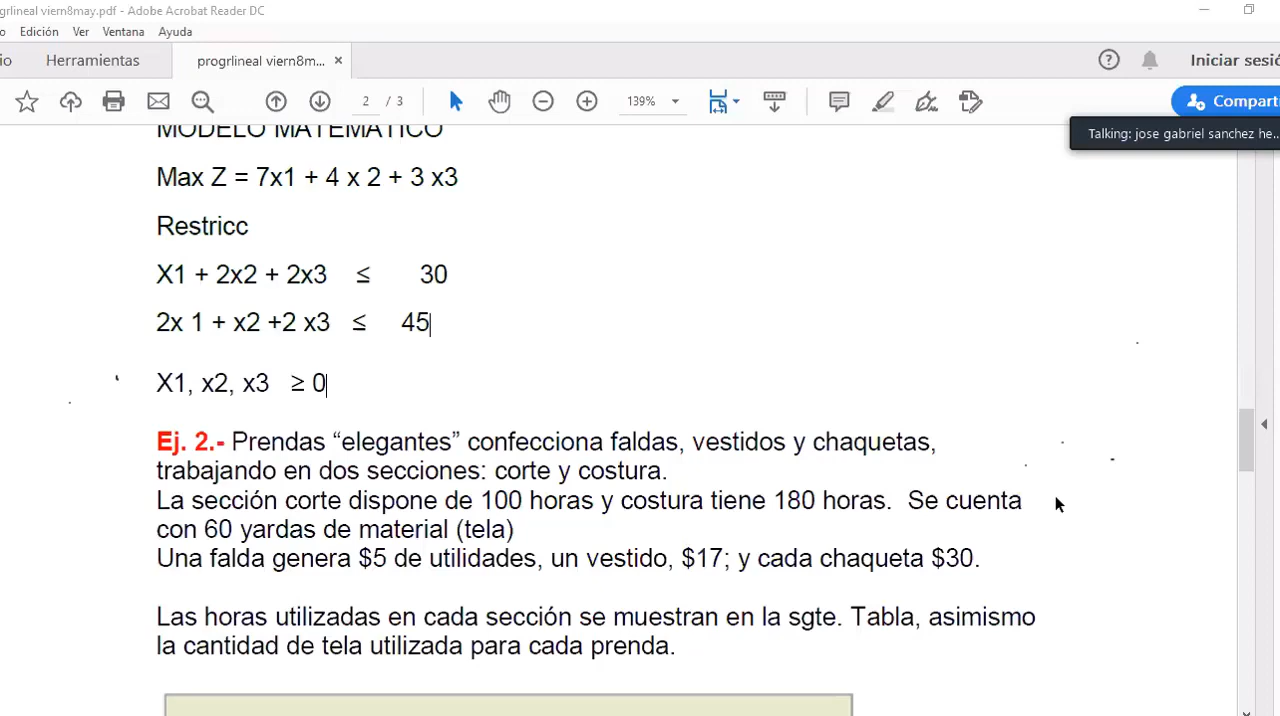 grlineal viern8may.pdf - Adobe Acrobat Reader DC
Edición Ver Ventana Ayuda
Herramientas progrlineal viern8m... ×
Iniciar sesió
2 / 3 139% Comparti
Talking: jose gabriel sanchez he...
MODELO MATEMATICO
Max Z = 7x1 + 4 x 2 + 3 x3
Restricc
X1 + 2x2 + 2x3 ≤ 30
2x 1 + x2 +2 x3 ≤ 45
X1, x2, x3 ≥ 0
Ej. 2.- Prendas “elegantes” confecciona faldas, vestidos y chaquetas,
trabajando en dos secciones: corte y costura.
La sección corte dispone de 100 horas y costura tiene 180 horas. Se cuenta
con 60 yardas de material (tela)
Una falda genera $5 de utilidades, un vestido, $17; y cada chaqueta $30.
Las horas utilizadas en cada sección se muestran en la sgte. Tabla, asimismo
la cantidad de tela utilizada para cada prenda.